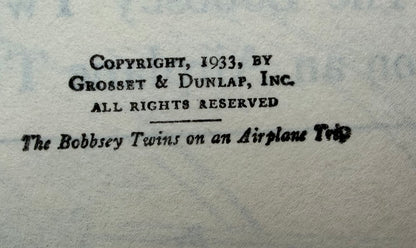 COPYRIGHT, 1933, BY
GROSSET & DUNLAP, INC.
ALL RIGHTS RESERVED
The Bobbsey Twins on an Airplane Trip